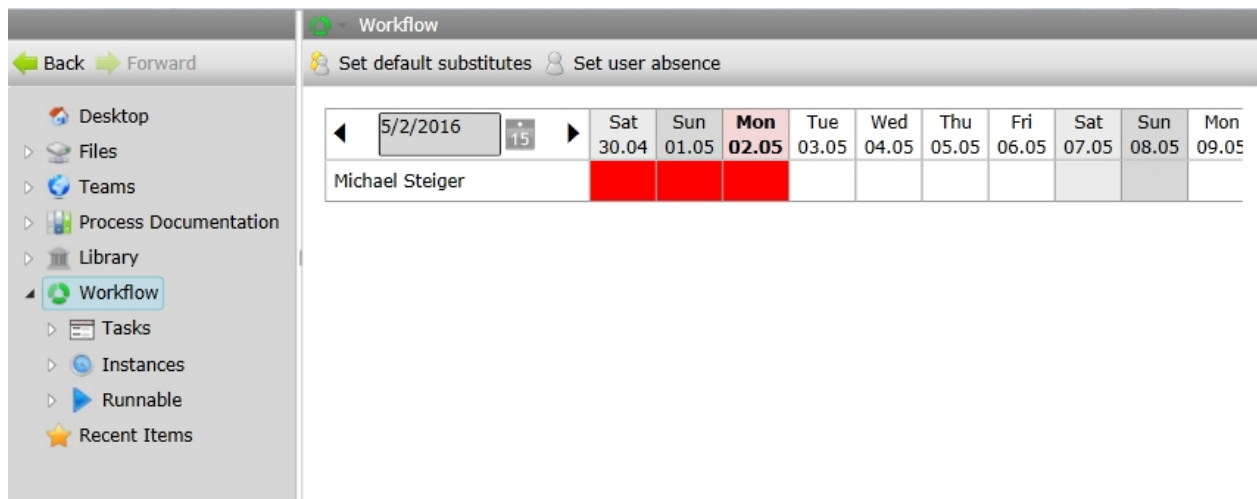 Workflow
Back Forward
Set default substitutes Set user absence
Desktop
Files
Teams
Process Documentation
Library
Workflow
Tasks
Instances
Runnable
Recent Items
5/2/2016 15 Sat Sun Mon Tue Wed Thu Fri Sat Sun Mon
30.04 01.05 02.05 03.05 04.05 05.05 06.05 07.05 08.05 09.05
Michael Steiger